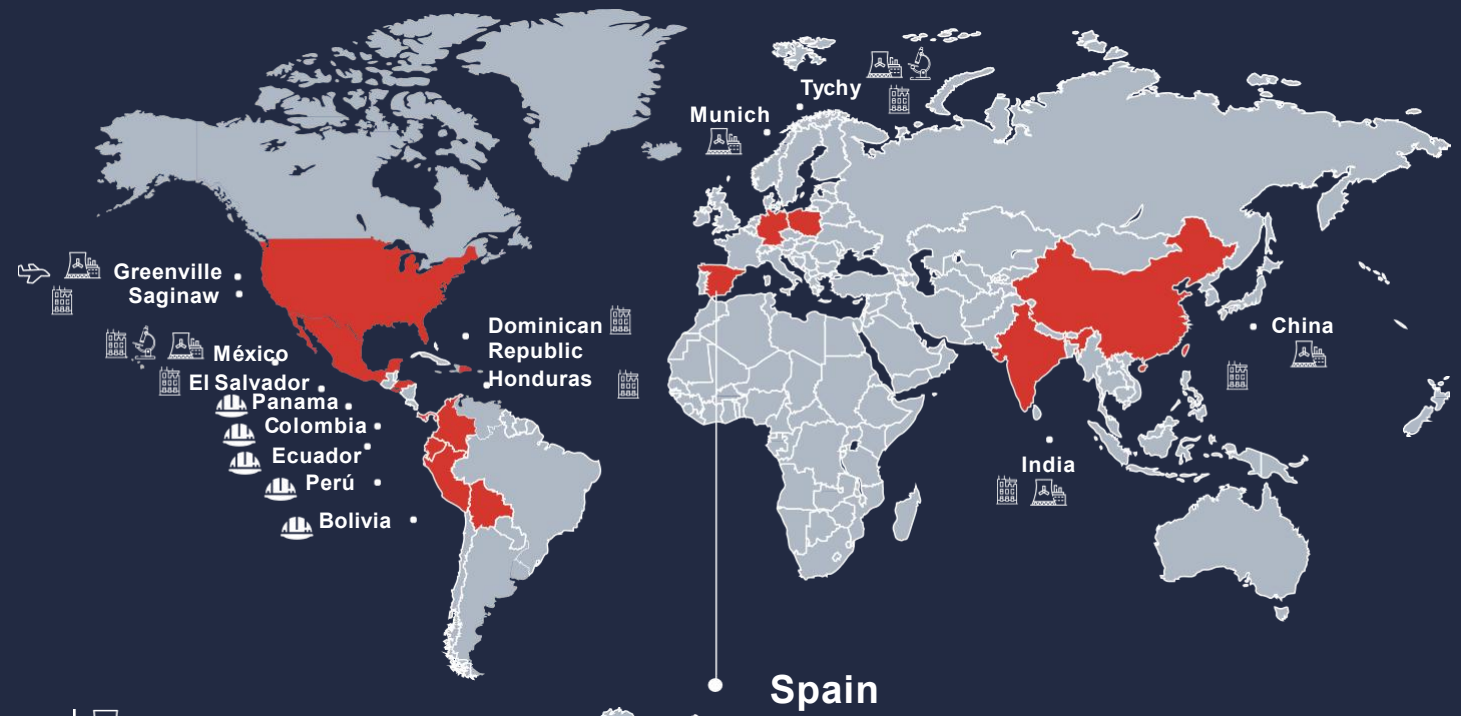 Tychy
Munich
Greenville
Saginaw
Dominican
Republic
Honduras
México
El Salvador
Panama
Colombia
Ecuador
Perú
Bolivia
China
India
Spain